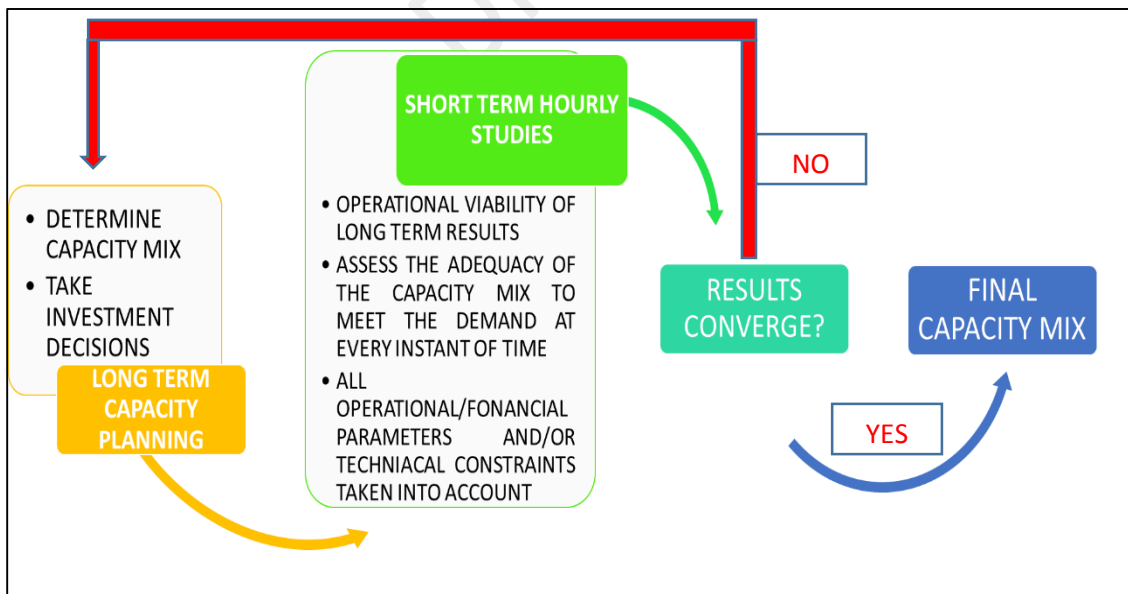 • DETERMINE
CAPACITY MIX
• TAKE
INVESTMENT
DECISIONS
LONG TERM
CAPACITY
PLANNING
SHORT TERM HOURLY
STUDIES
• OPERATIONAL VIABILITY OF
LONG TERM RESULTS
• ASSESS THE ADEQUACY OF
THE CAPACITY MIX TO
MEET THE DEMAND AT
EVERY INSTANT OF TIME
• ALL
OPERATIONAL/FONANCIAL
PARAMETERS AND/OR
TECHNIACAL CONSTRAINTS
TAKEN INTO ACCOUNT
NO
RESULTS
CONVERGE?
YES
FINAL
CAPACITY MIX